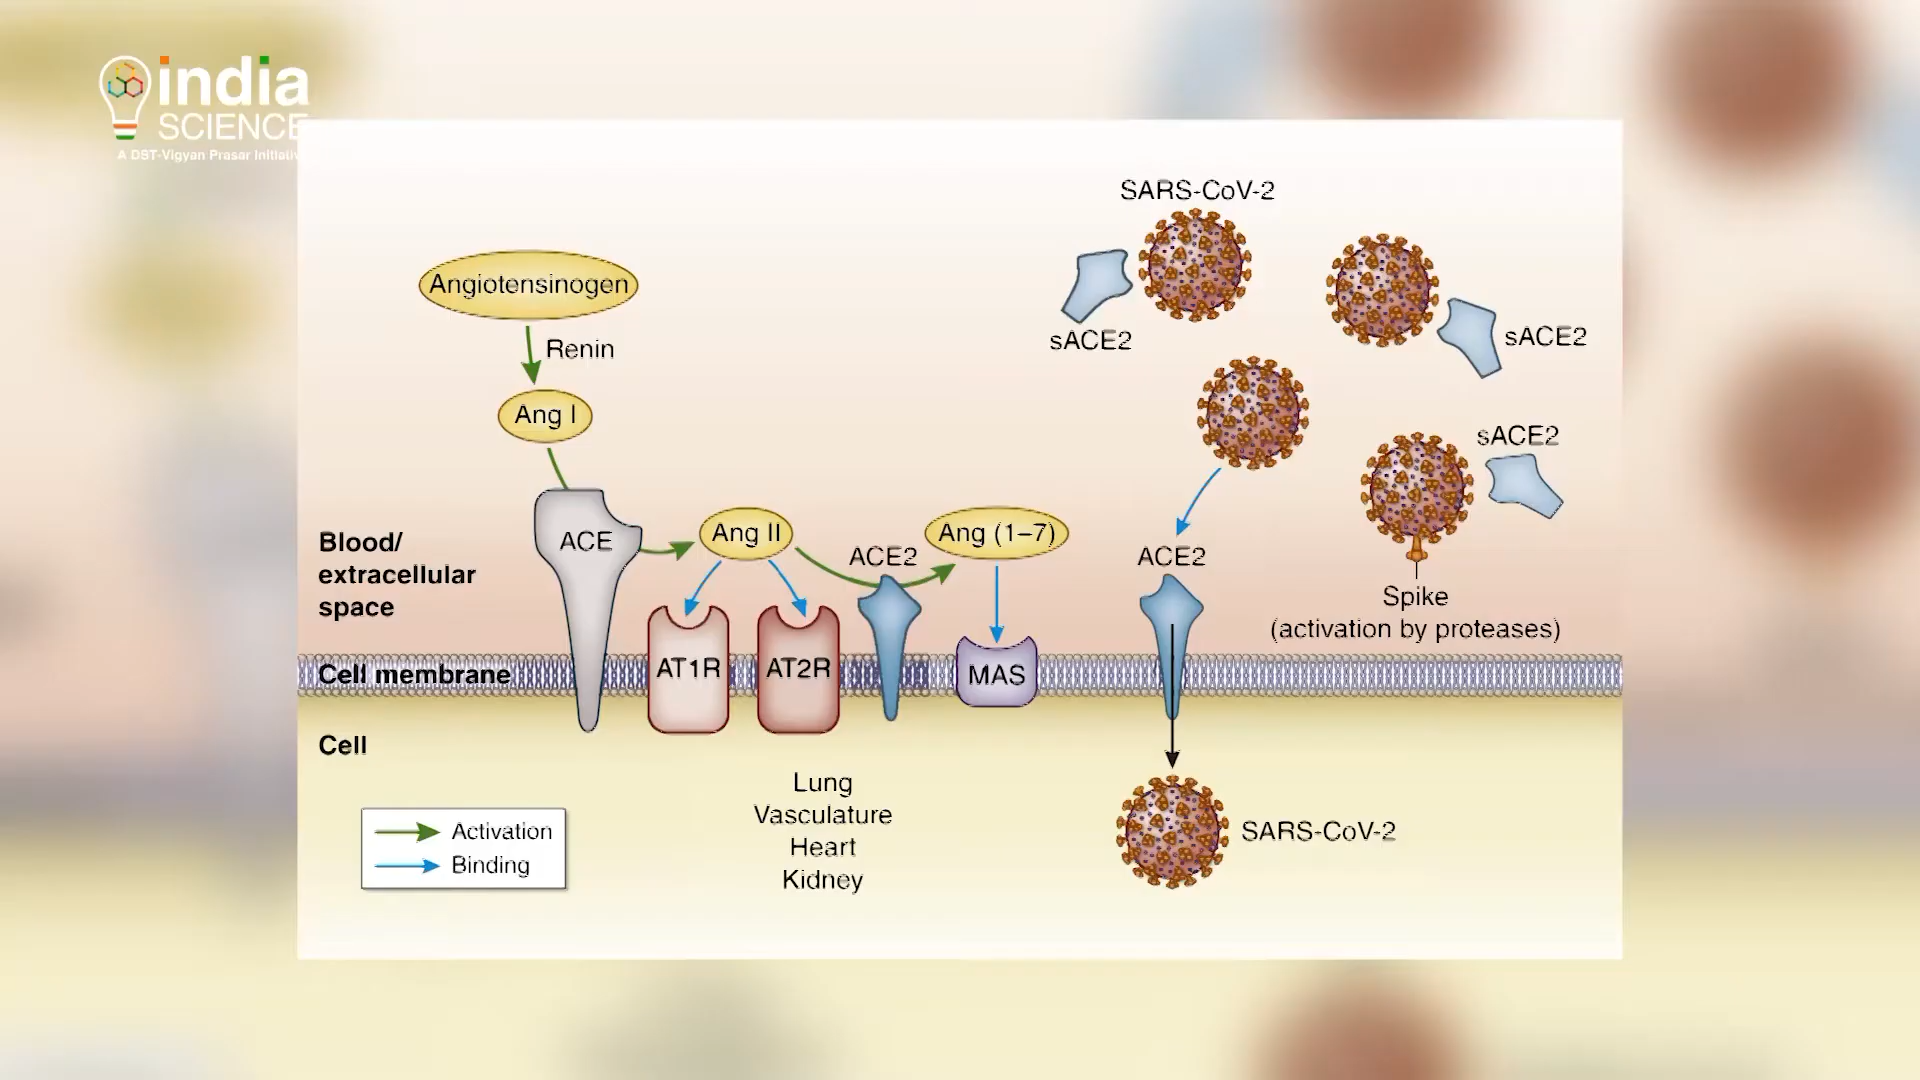 india
SCIENCE
A DST-Vigyan Prasar Initiativ
SARS-CoV-2
Angiotensinogen
sACE2
sACE2
Renin
Ang I
sACE2
ACE
Ang II
ACE2
Ang (1–7)
ACE2
Blood/
extracellular
space
Spike
(activation by proteases)
Cell membrane
AT1R
AT2R
MAS
Cell
Lung
Vasculature
Heart
Kidney
Activation
Binding
SARS-CoV-2